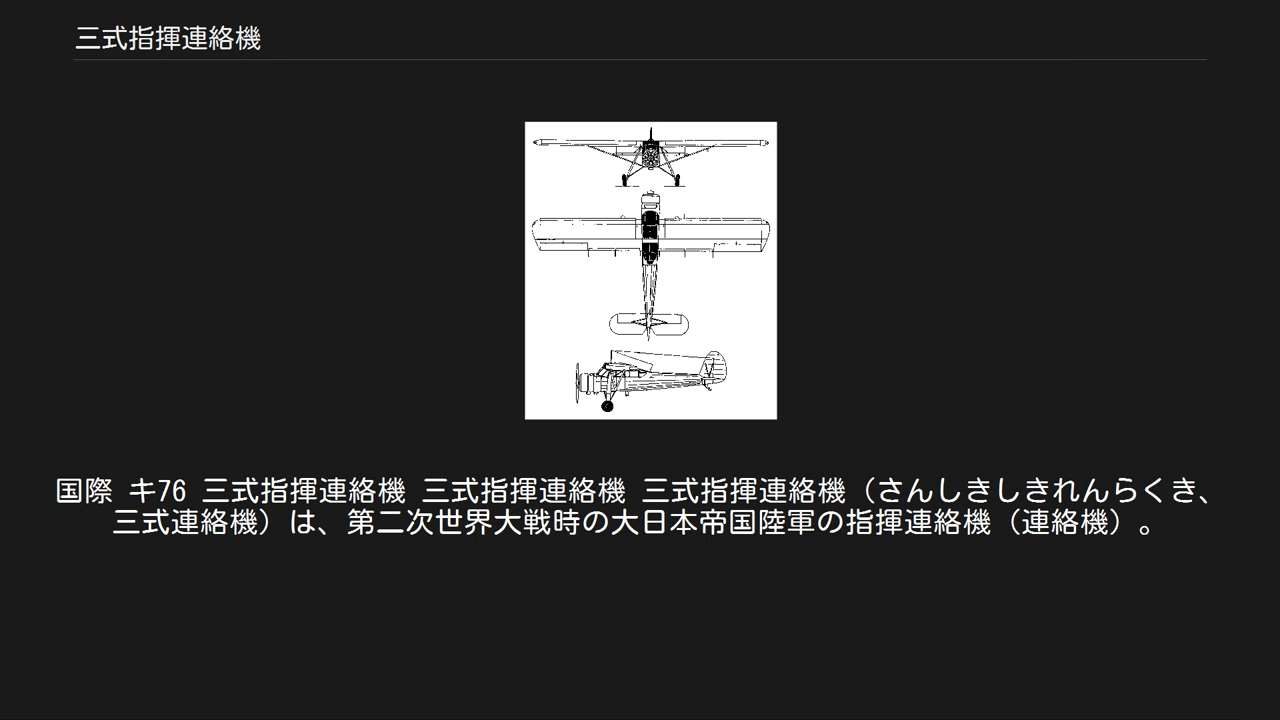 三式指揮連絡機
国際 キ76 三式指揮連絡機 三式指揮連絡機 三式指揮連絡機（さんしきしきれんらくき、
三式連絡機）は、第二次世界大戦時の大日本帝国陸軍の指揮連絡機（連絡機）。